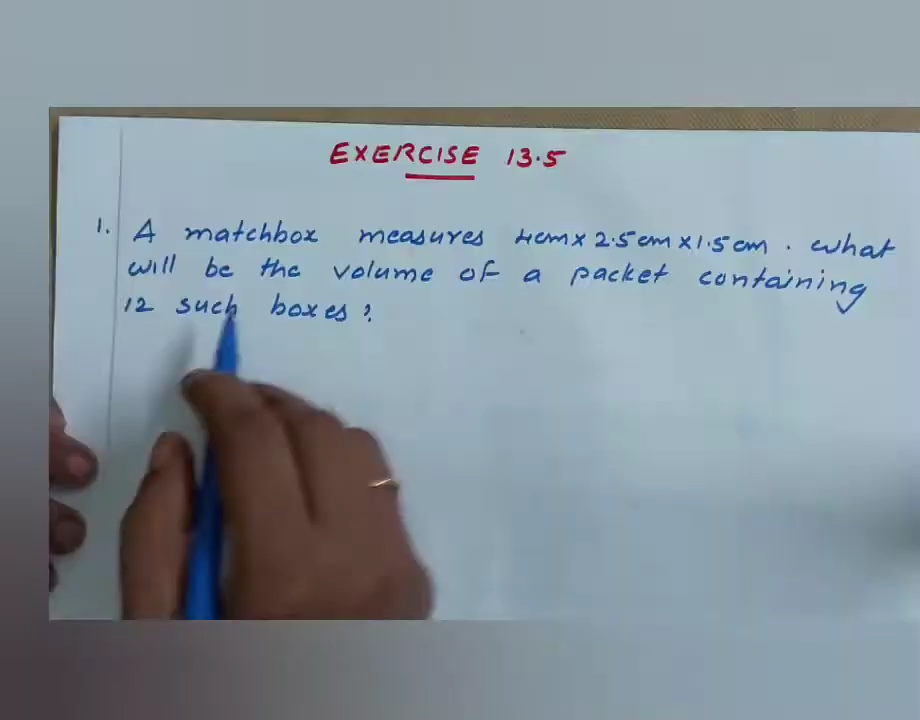 EXERCISE 13.5
1. A matchbox measures 4cm x 2.5cm x 1.5cm. what
will be the volume of a packet containing
12 such boxes?